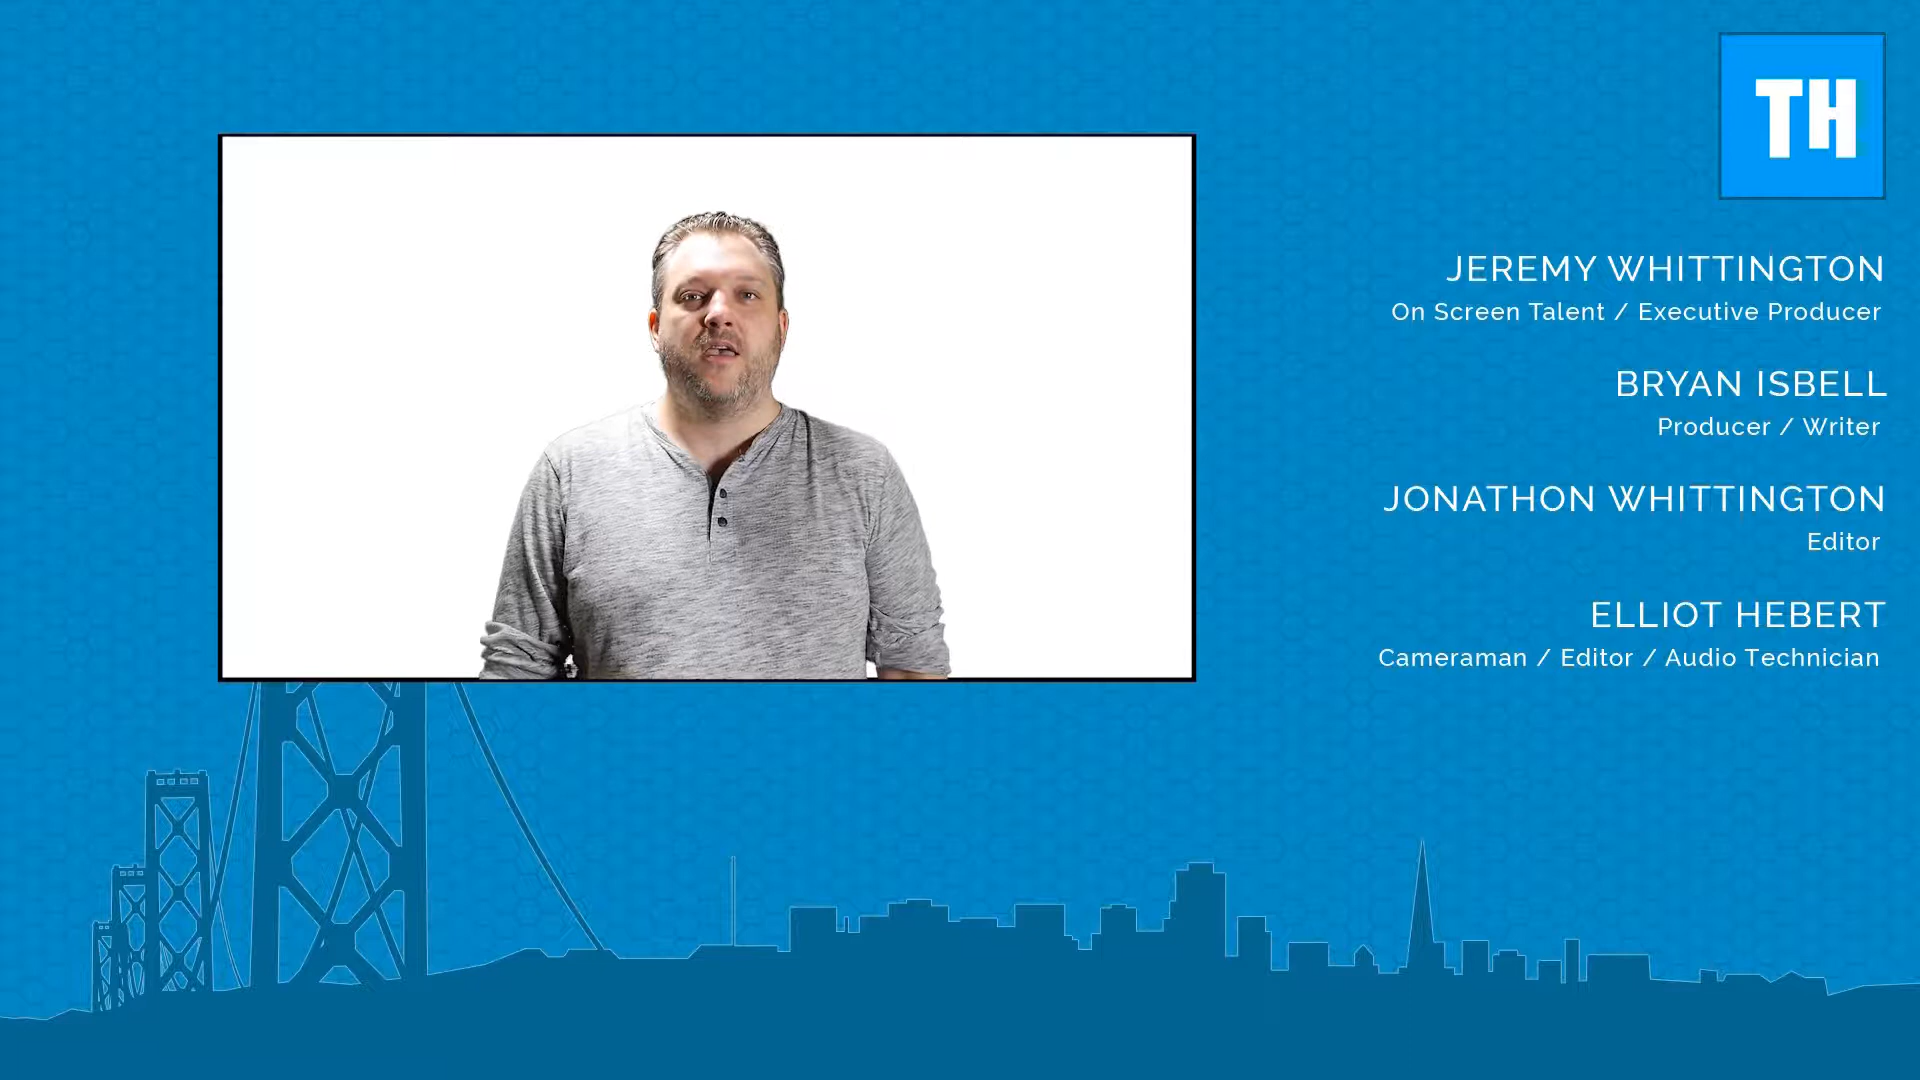 TH
JEREMY WHITTINGTON
On Screen Talent / Executive Producer
BRYAN ISBELL
Producer / Writer
JONATHON WHITTINGTON
Editor
ELLIOT HEBERT
Cameraman / Editor / Audio Technician